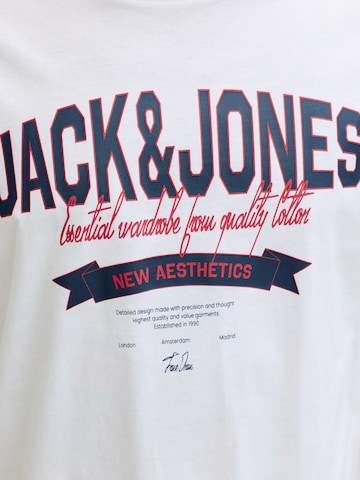 JACK&JONES
Essential wardrobe from quality Cotton
NEW AESTHETICS
Detailed design made with precision and thought
Highest quality and value garments
Established in 1990
London Amsterdam Madrid